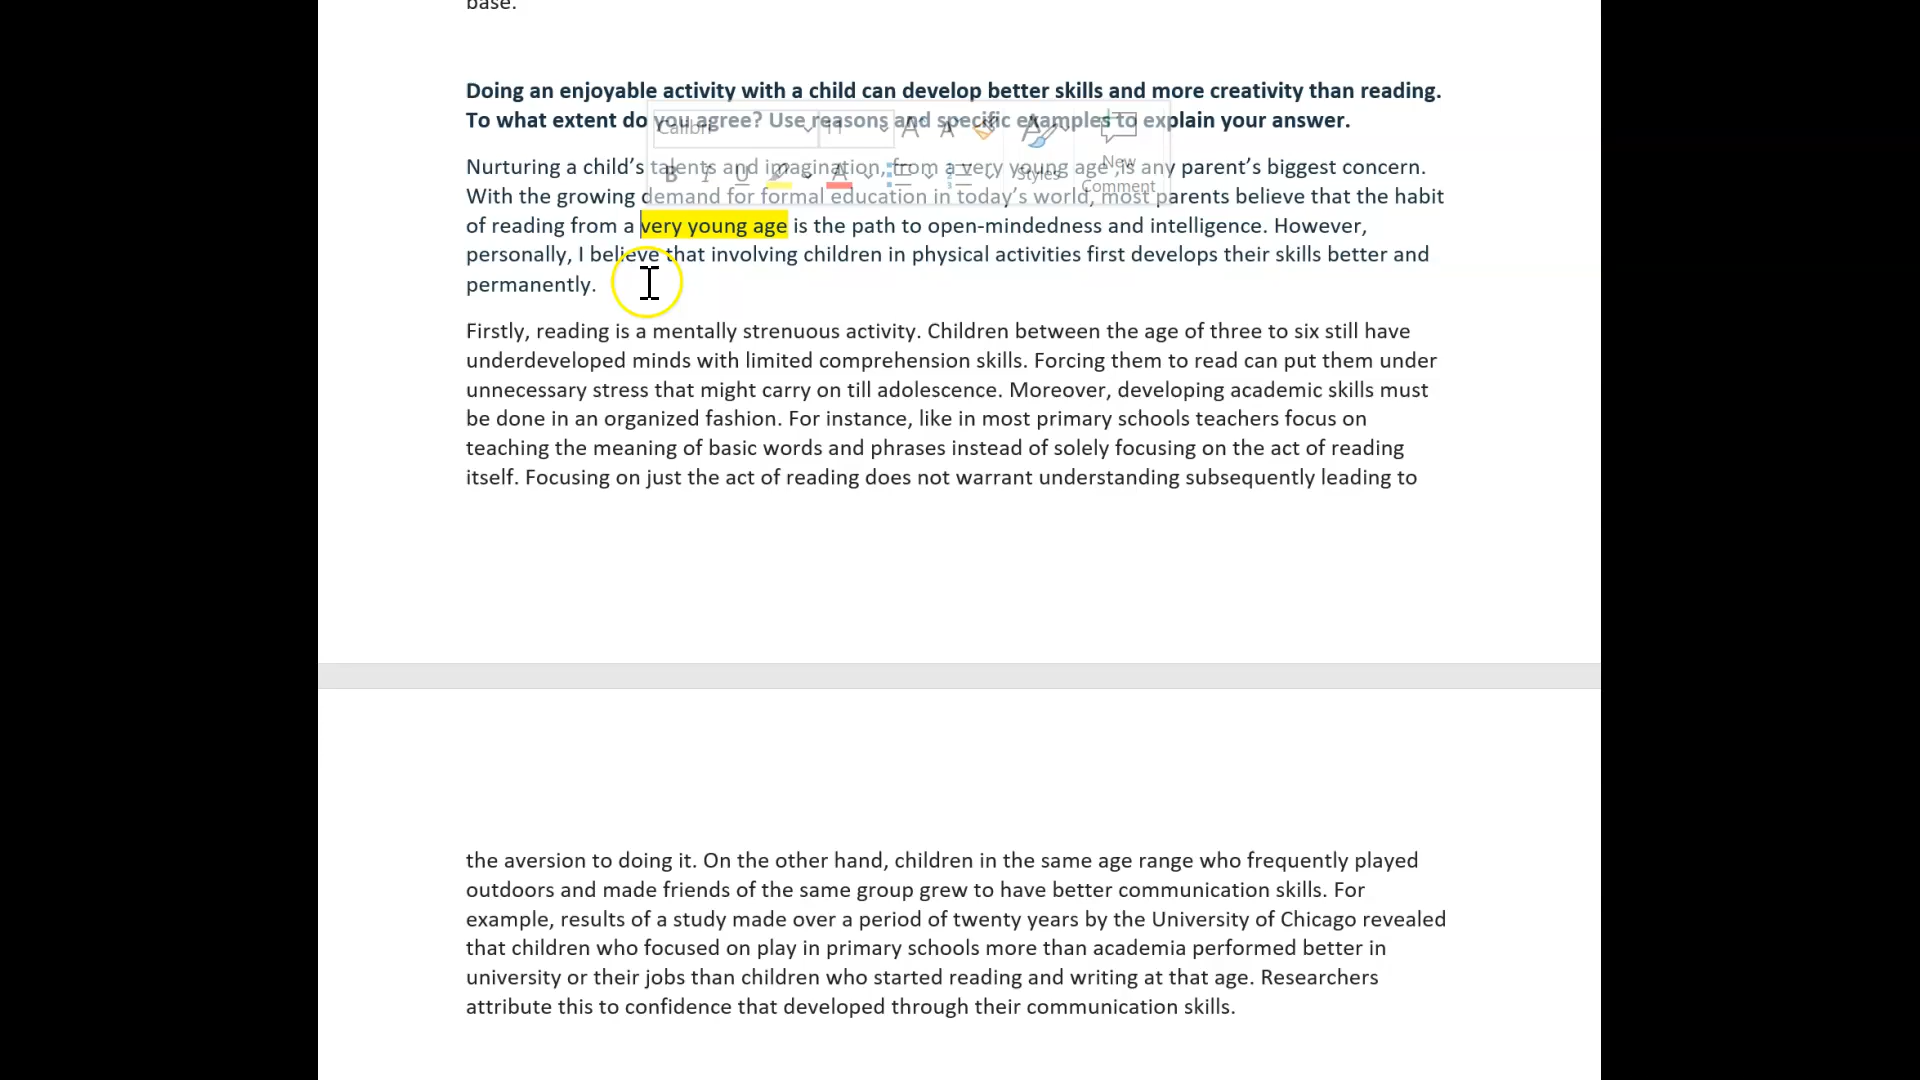 base.
Doing an enjoyable activity with a child can develop better skills and more creativity than reading.
To what extent do you agree? Use reasons and specific examples to explain your answer.
Calibri
11
New
Comment
Styles
Nurturing a child’s talents and imagination, from a very young age ,is any parent’s biggest concern.
With the growing demand for formal education in today’s world, most parents believe that the habit
of reading from a very young age is the path to open-mindedness and intelligence. However,
personally, I believe that involving children in physical activities first develops their skills better and
permanently.
Firstly, reading is a mentally strenuous activity. Children between the age of three to six still have
underdeveloped minds with limited comprehension skills. Forcing them to read can put them under
unnecessary stress that might carry on till adolescence. Moreover, developing academic skills must
be done in an organized fashion. For instance, like in most primary schools teachers focus on
teaching the meaning of basic words and phrases instead of solely focusing on the act of reading
itself. Focusing on just the act of reading does not warrant understanding subsequently leading to
the aversion to doing it. On the other hand, children in the same age range who frequently played
outdoors and made friends of the same group grew to have better communication skills. For
example, results of a study made over a period of twenty years by the University of Chicago revealed
that children who focused on play in primary schools more than academia performed better in
university or their jobs than children who started reading and writing at that age. Researchers
attribute this to confidence that developed through their communication skills.